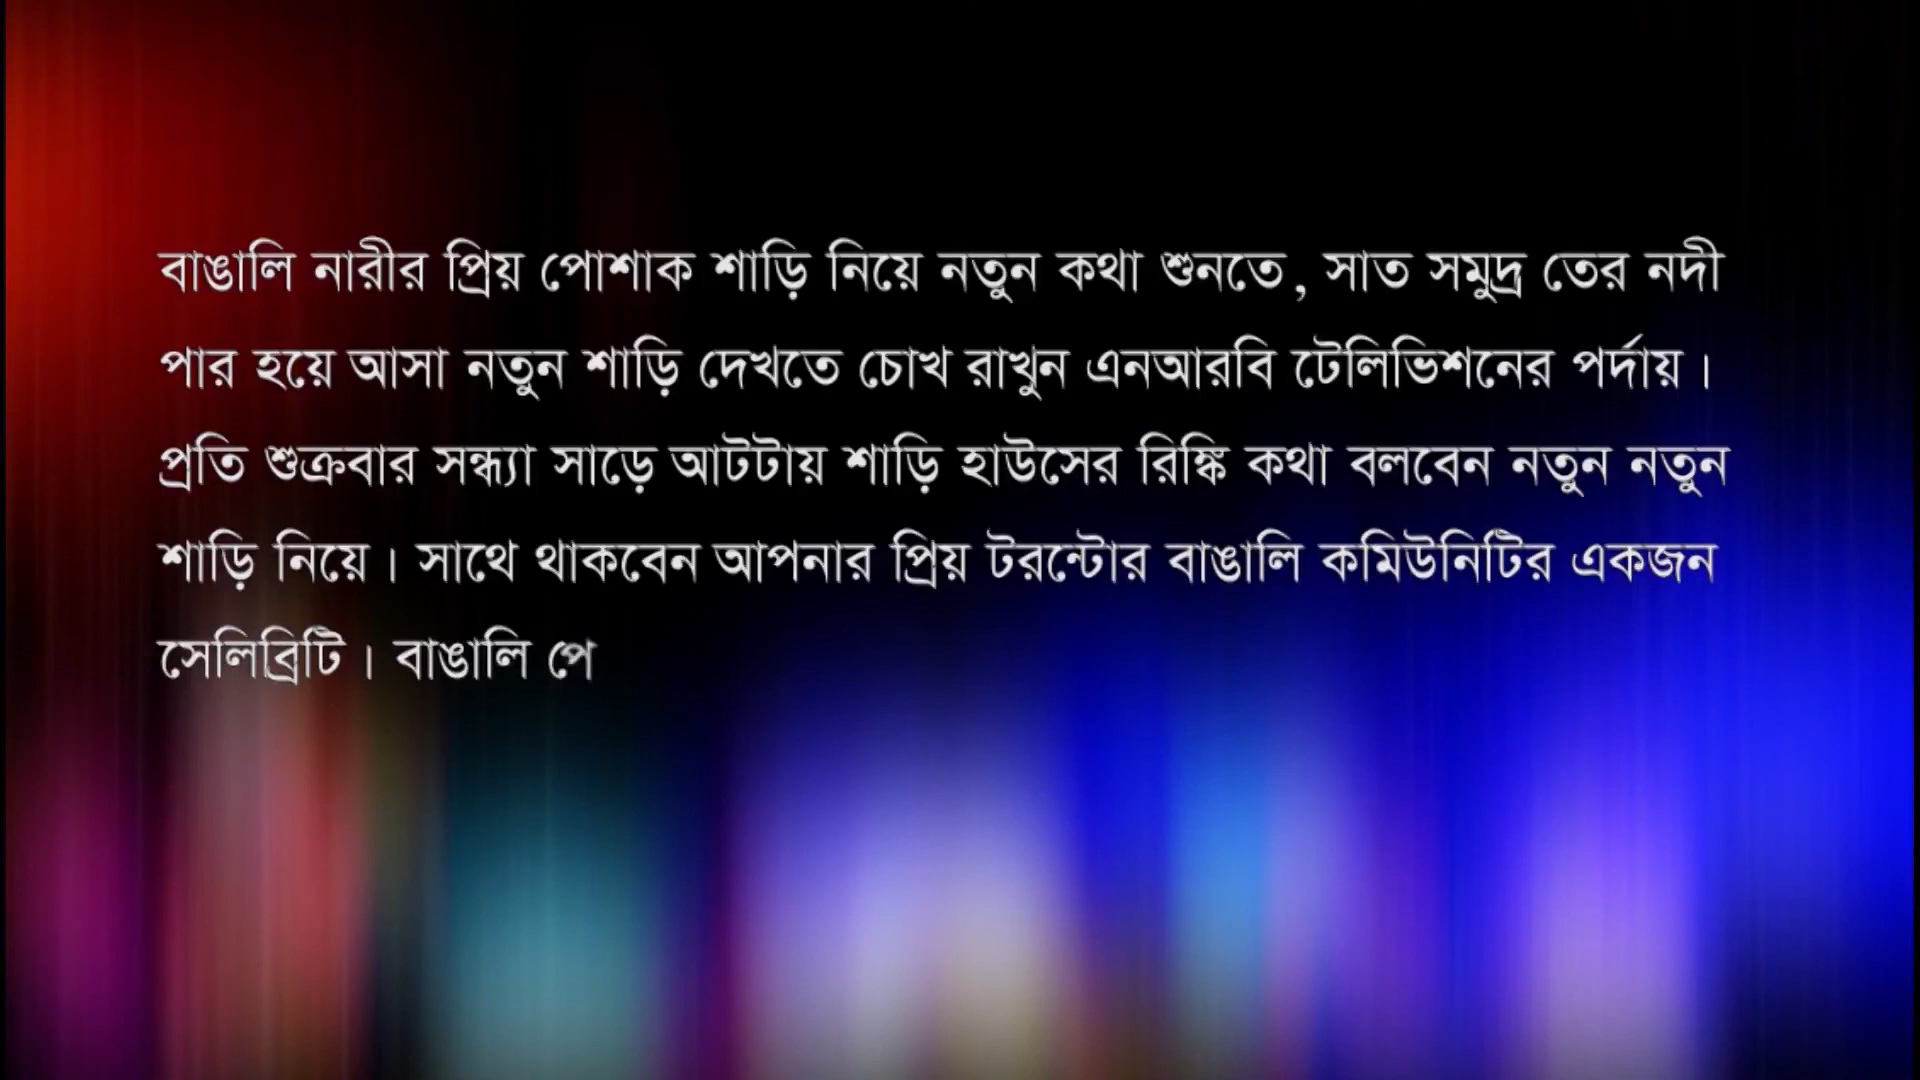 বাঙালি নারীর প্রিয় পোশাক শাড়ি নিয়ে নতুন কথা শুনতে, সাত সমুদ্র তের নদী
পার হয়ে আসা নতুন শাড়ি দেখতে চোখ রাখুন এনআরবি টেলিভিশনের পর্দায়।
প্রতি শুক্রবার সন্ধ্যা সাড়ে আটটায় শাড়ি হাউসের রিঙ্কি কথা বলবেন নতুন নতুন
শাড়ি নিয়ে। সাথে থাকবেন আপনার প্রিয় টরন্টোর বাঙালি কমিউনিটির একজন
সেলিব্রিটি। বাঙালি পে